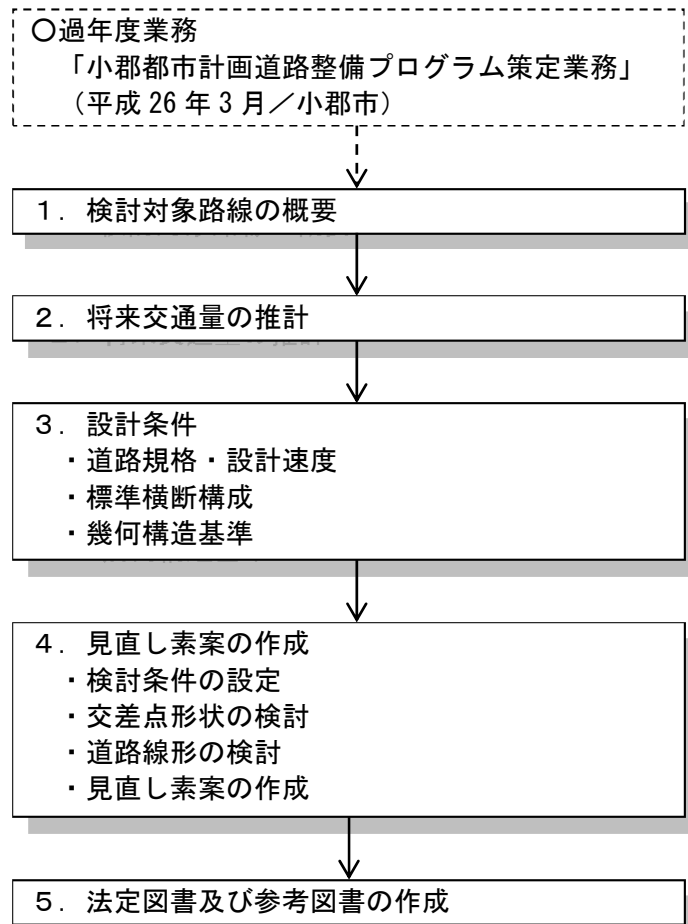 ○過年度業務
「小郡都市計画道路整備プログラム策定業務」
（平成 26 年 3 月／小郡市）
１．検討対象路線の概要
２．将来交通量の推計
３．設計条件
・道路規格・設計速度
・標準横断構成
・幾何構造基準
４．見直し素案の作成
・検討条件の設定
・交差点形状の検討
・道路線形の検討
・見直し素案の作成
５．法定図書及び参考図書の作成